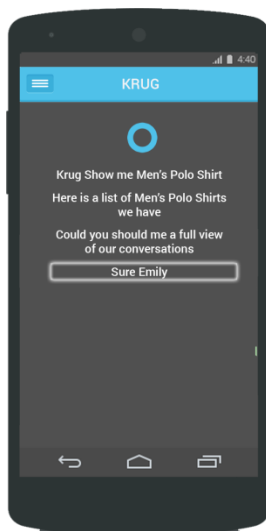 4:40
KRUG
Krug Show me Men's Polo Shirt
Here is a list of Men's Polo Shirts
we have
Could you should me a full view
of our conversations
Sure Emily